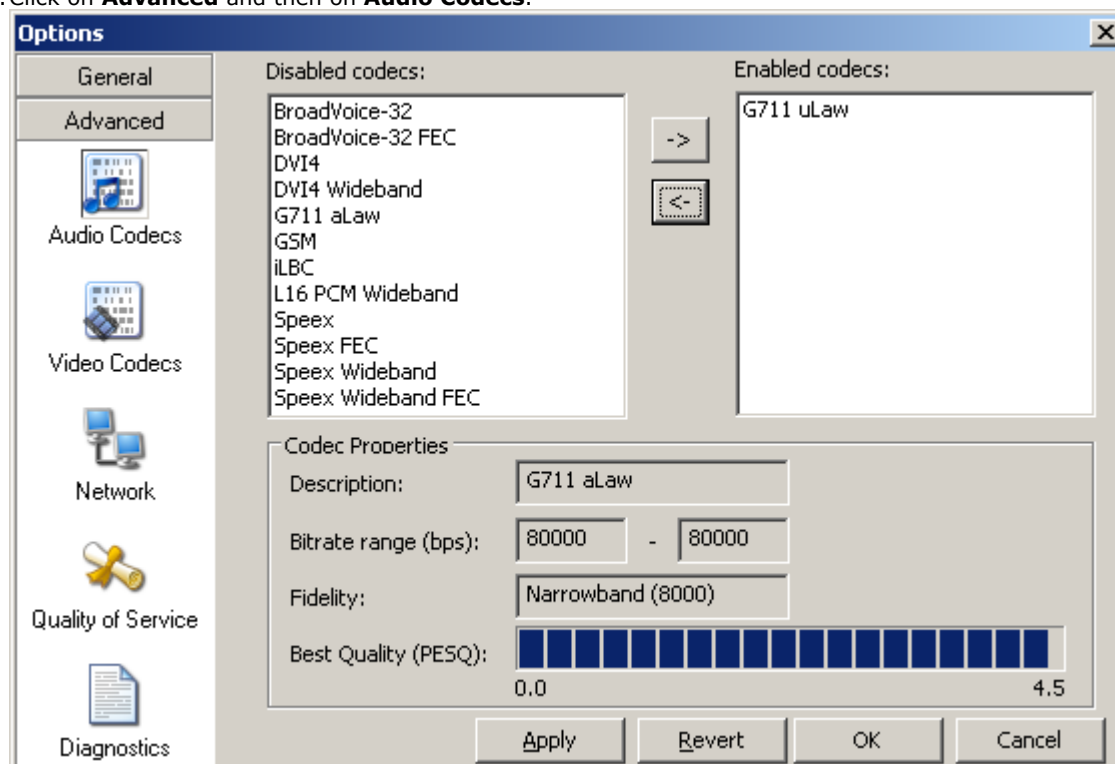 . Click on Advanced and then on Audio Codecs.
Options
General
Advanced
Audio Codecs
Video Codecs
Network
Quality of Service
Diagnostics
Disabled codecs:
BroadVoice-32
BroadVoice-32 FEC
DVI4
DVI4 Wideband
G711 aLaw
GSM
iLBC
L16 PCM Wideband
Speex
Speex FEC
Speex Wideband
Speex Wideband FEC
->
<-
Enabled codecs:
G711 uLaw
Codec Properties
Description: G711 aLaw
Bitrate range (bps): 80000 - 80000
Fidelity: Narrowband (8000)
Best Quality (PESQ):
0.0 4.5
Apply Revert OK Cancel